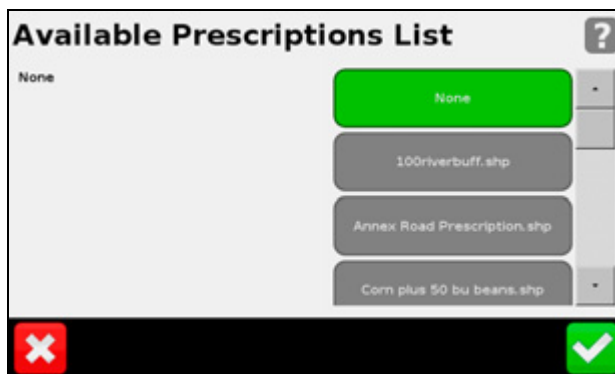 Available Prescriptions List
?
None
None
100riverbuff.shp
Annex Road Prescription.shp
Corn plus 50 bu beans.shp